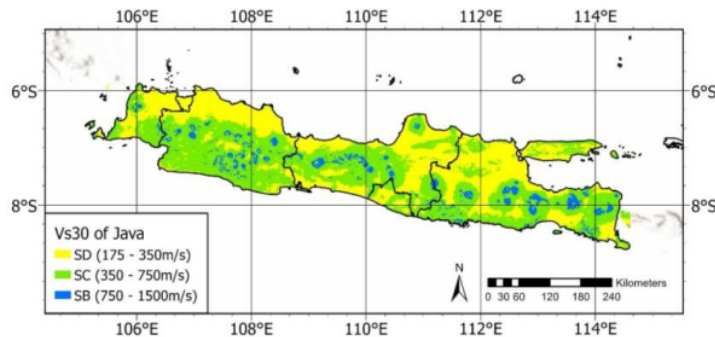 106°E 108°E 110°E 112°E 114°E
6°S 6°S
8°S 8°S
Vs30 of Java
SD (175 - 350m/s)
SC (350 - 750m/s)
SB (750 - 1500m/s)
N
Kilometers
0 30 60 120 180 240
106°E 108°E 110°E 112°E 114°E